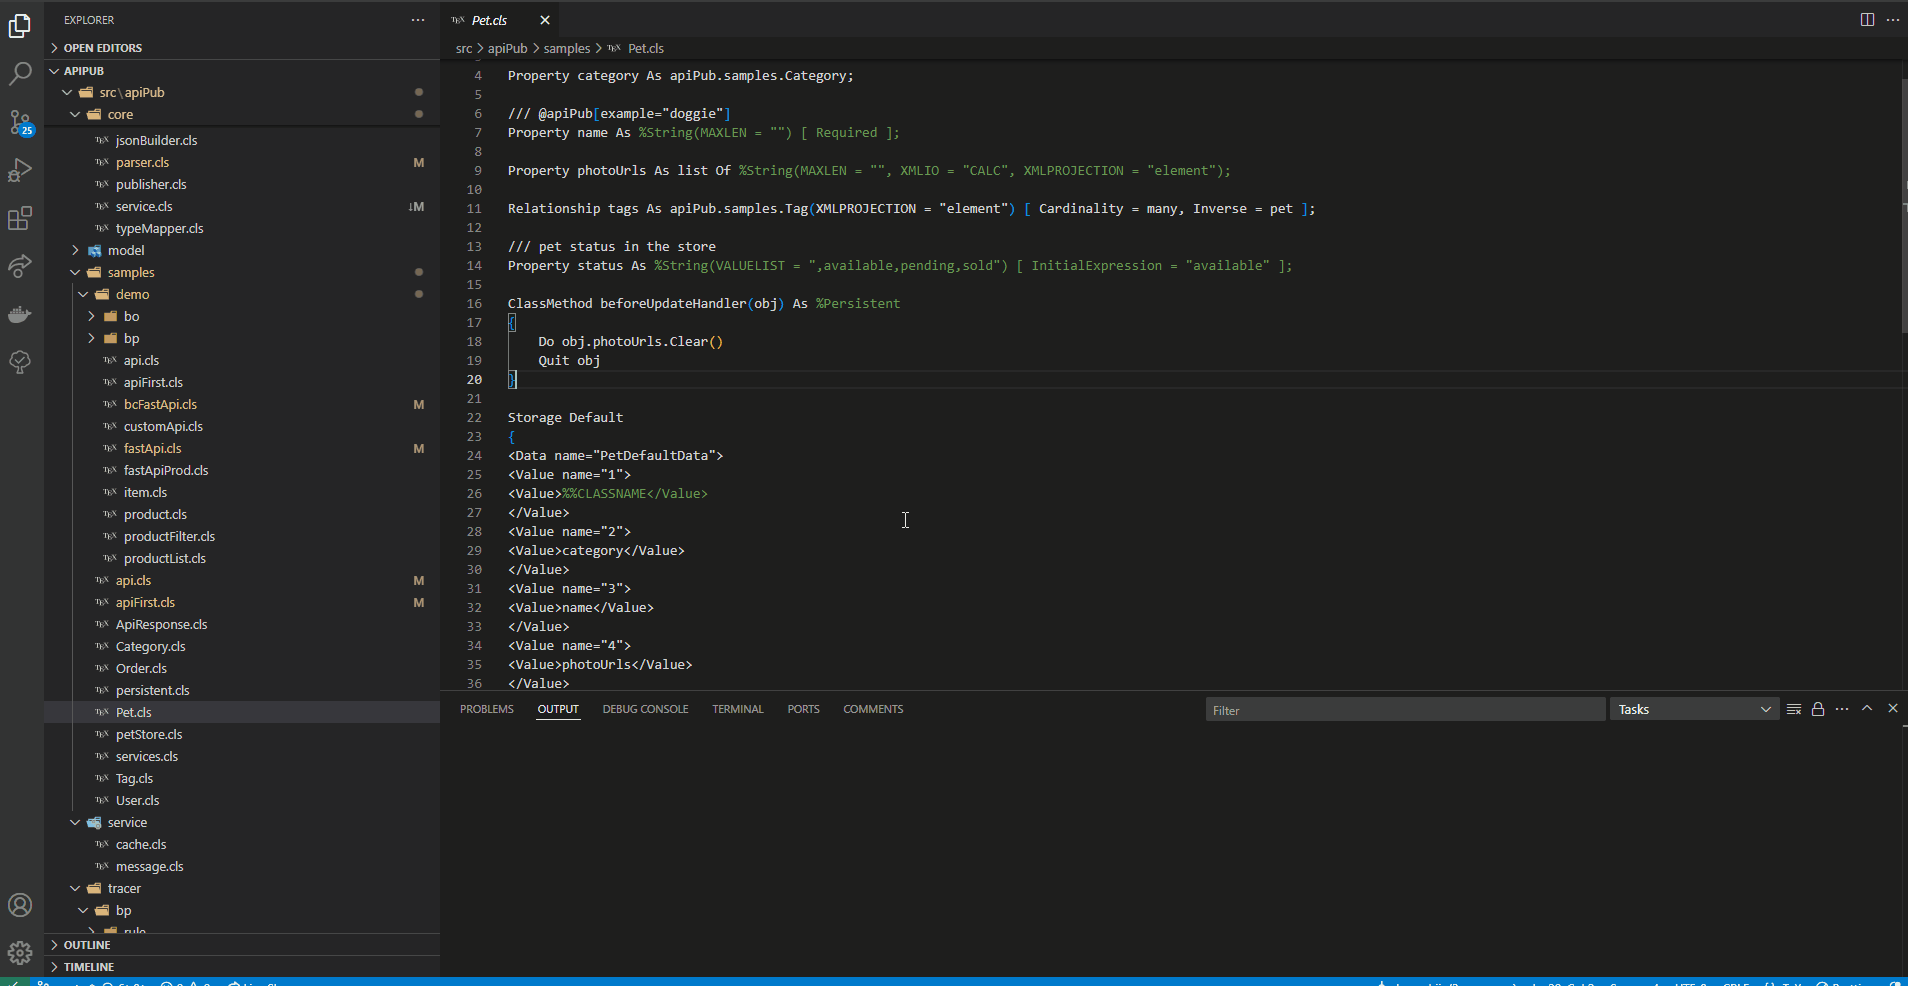 EXPLORER
OPEN EDITORS
APIPUB
src\apiPub
core
jsonBuilder.cls
parser.cls M
publisher.cls
service.cls ↓M
typeMapper.cls
model
samples
demo
bo
bp
api.cls
apiFirst.cls
bcFastApi.cls M
customApi.cls
fastApi.cls M
fastApiProd.cls
item.cls
product.cls
productFilter.cls
productList.cls
api.cls M
apiFirst.cls M
ApiResponse.cls
Category.cls
Order.cls
persistent.cls
Pet.cls
petStore.cls
services.cls
Tag.cls
User.cls
service
cache.cls
message.cls
tracer
bp
rule
OUTLINE
TIMELINE
25
Pet.cls
src > apiPub > samples > Pet.cls
4 Property category As apiPub.samples.Category;
5
6 /// @apiPub[example="doggie"]
7 Property name As %String(MAXLEN = "") [ Required ];
8
9 Property photoUrls As list Of %String(MAXLEN = "", XMLIO = "CALC", XMLPROJECTION = "element");
10
11 Relationship tags As apiPub.samples.Tag(XMLPROJECTION = "element") [ Cardinality = many, Inverse = pet ];
12
13 /// pet status in the store
14 Property status As %String(VALUELIST = ",available,pending,sold") [ InitialExpression = "available" ];
15
16 ClassMethod beforeUpdateHandler(obj) As %Persistent
17 {
18 Do obj.photoUrls.Clear()
19 Quit obj
20 }
21
22 Storage Default
23 {
24 <Data name="PetDefaultData">
25 <Value name="1">
26 <Value>%%CLASSNAME</Value>
27 </Value>
28 <Value name="2">
29 <Value>category</Value>
30 </Value>
31 <Value name="3">
32 <Value>name</Value>
33 </Value>
34 <Value name="4">
35 <Value>photoUrls</Value>
36 </Value>
PROBLEMS OUTPUT DEBUG CONSOLE TERMINAL PORTS COMMENTS
Filter
Tasks